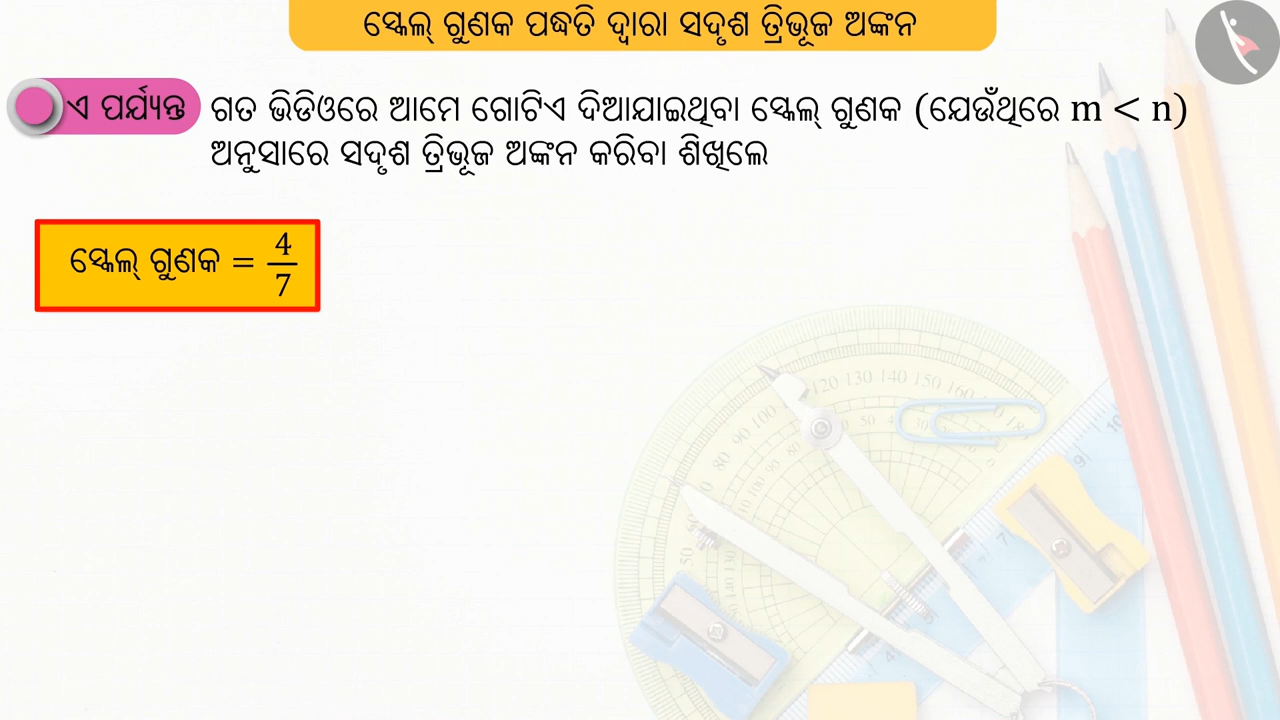 ସ୍କେଲ୍ ଗୁଣକ ପଦ୍ଧତି ଦ୍ୱାରା ସଦୃଶ ତ୍ରିଭୂଜ ଅଙ୍କନ
ଏ ପର୍ଯ୍ୟନ୍ତ ଗତ ଭିଡିଓରେ ଆମେ ଗୋଟିଏ ଦିଆଯାଇଥିବା ସ୍କେଲ୍ ଗୁଣକ (ଯେଉଁଥିରେ m < n)
ଅନୁସାରେ ସଦୃଶ ତ୍ରିଭୂଜ ଅଙ୍କନ କରିବା ଶିଖିଲେ
ସ୍କେଲ୍ ଗୁଣକ = 4/7